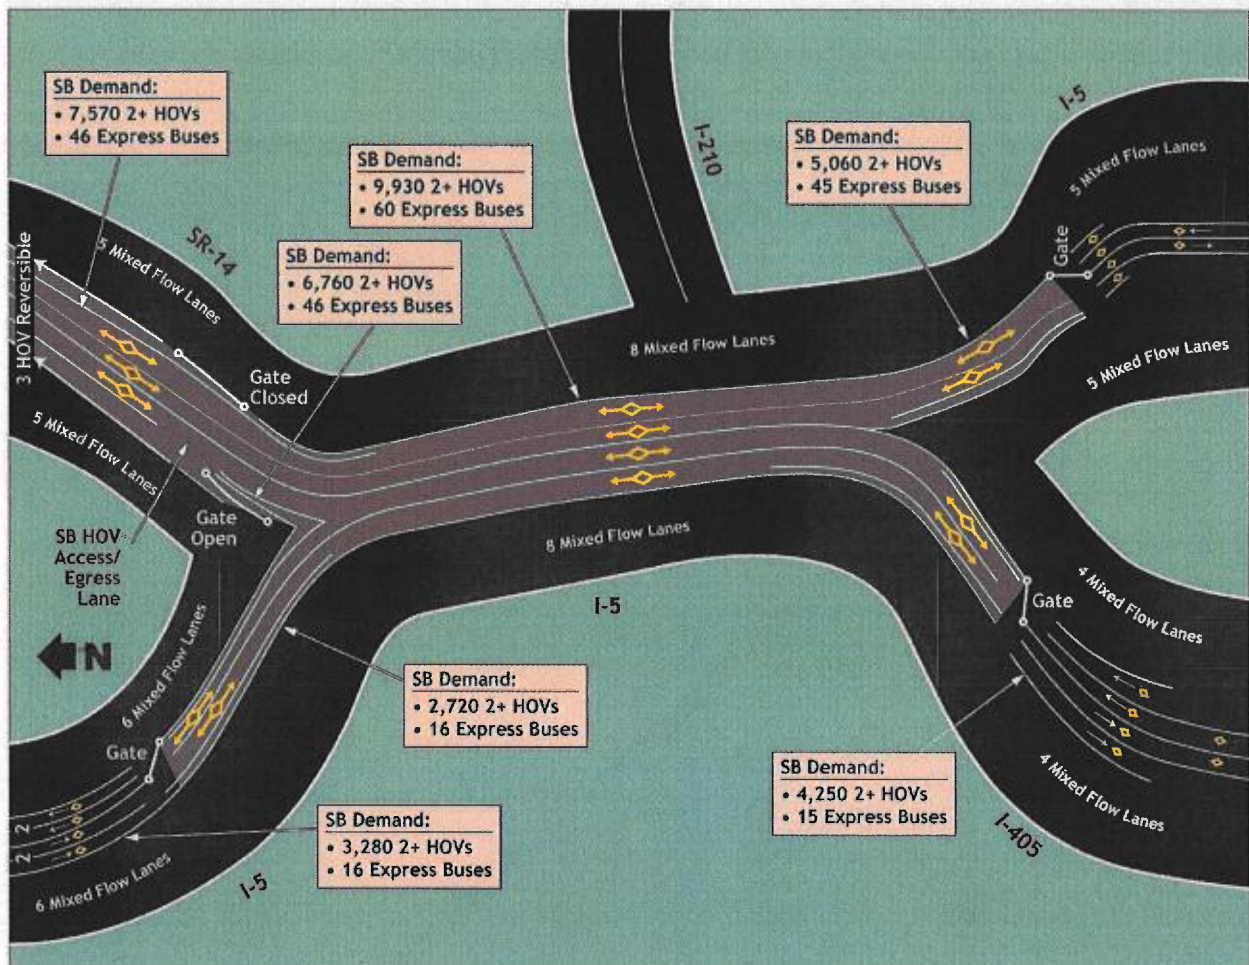 SB Demand:
• 7,570 2+ HOVs
• 46 Express Buses
SB Demand:
• 9,930 2+ HOVs
• 60 Express Buses
SB Demand:
• 5,060 2+ HOVs
• 45 Express Buses
I-5
I-210
5 Mixed Flow Lanes
Gate
SR-14
5 Mixed Flow Lanes
SB Demand:
• 6,760 2+ HOVs
• 46 Express Buses
3 HOV Reversible
8 Mixed Flow Lanes
5 Mixed Flow Lanes
Gate
Closed
5 Mixed Flow Lanes
Gate
Open
8 Mixed Flow Lanes
SB HOV
Access/
Egress
Lane
I-5
Gate
4 Mixed Flow Lanes
N
6 Mixed Flow Lanes
SB Demand:
• 2,720 2+ HOVs
• 16 Express Buses
Gate
SB Demand:
• 4,250 2+ HOVs
• 15 Express Buses
4 Mixed Flow Lanes
I-405
2
2
SB Demand:
• 3,280 2+ HOVs
• 16 Express Buses
6 Mixed Flow Lanes
I-5